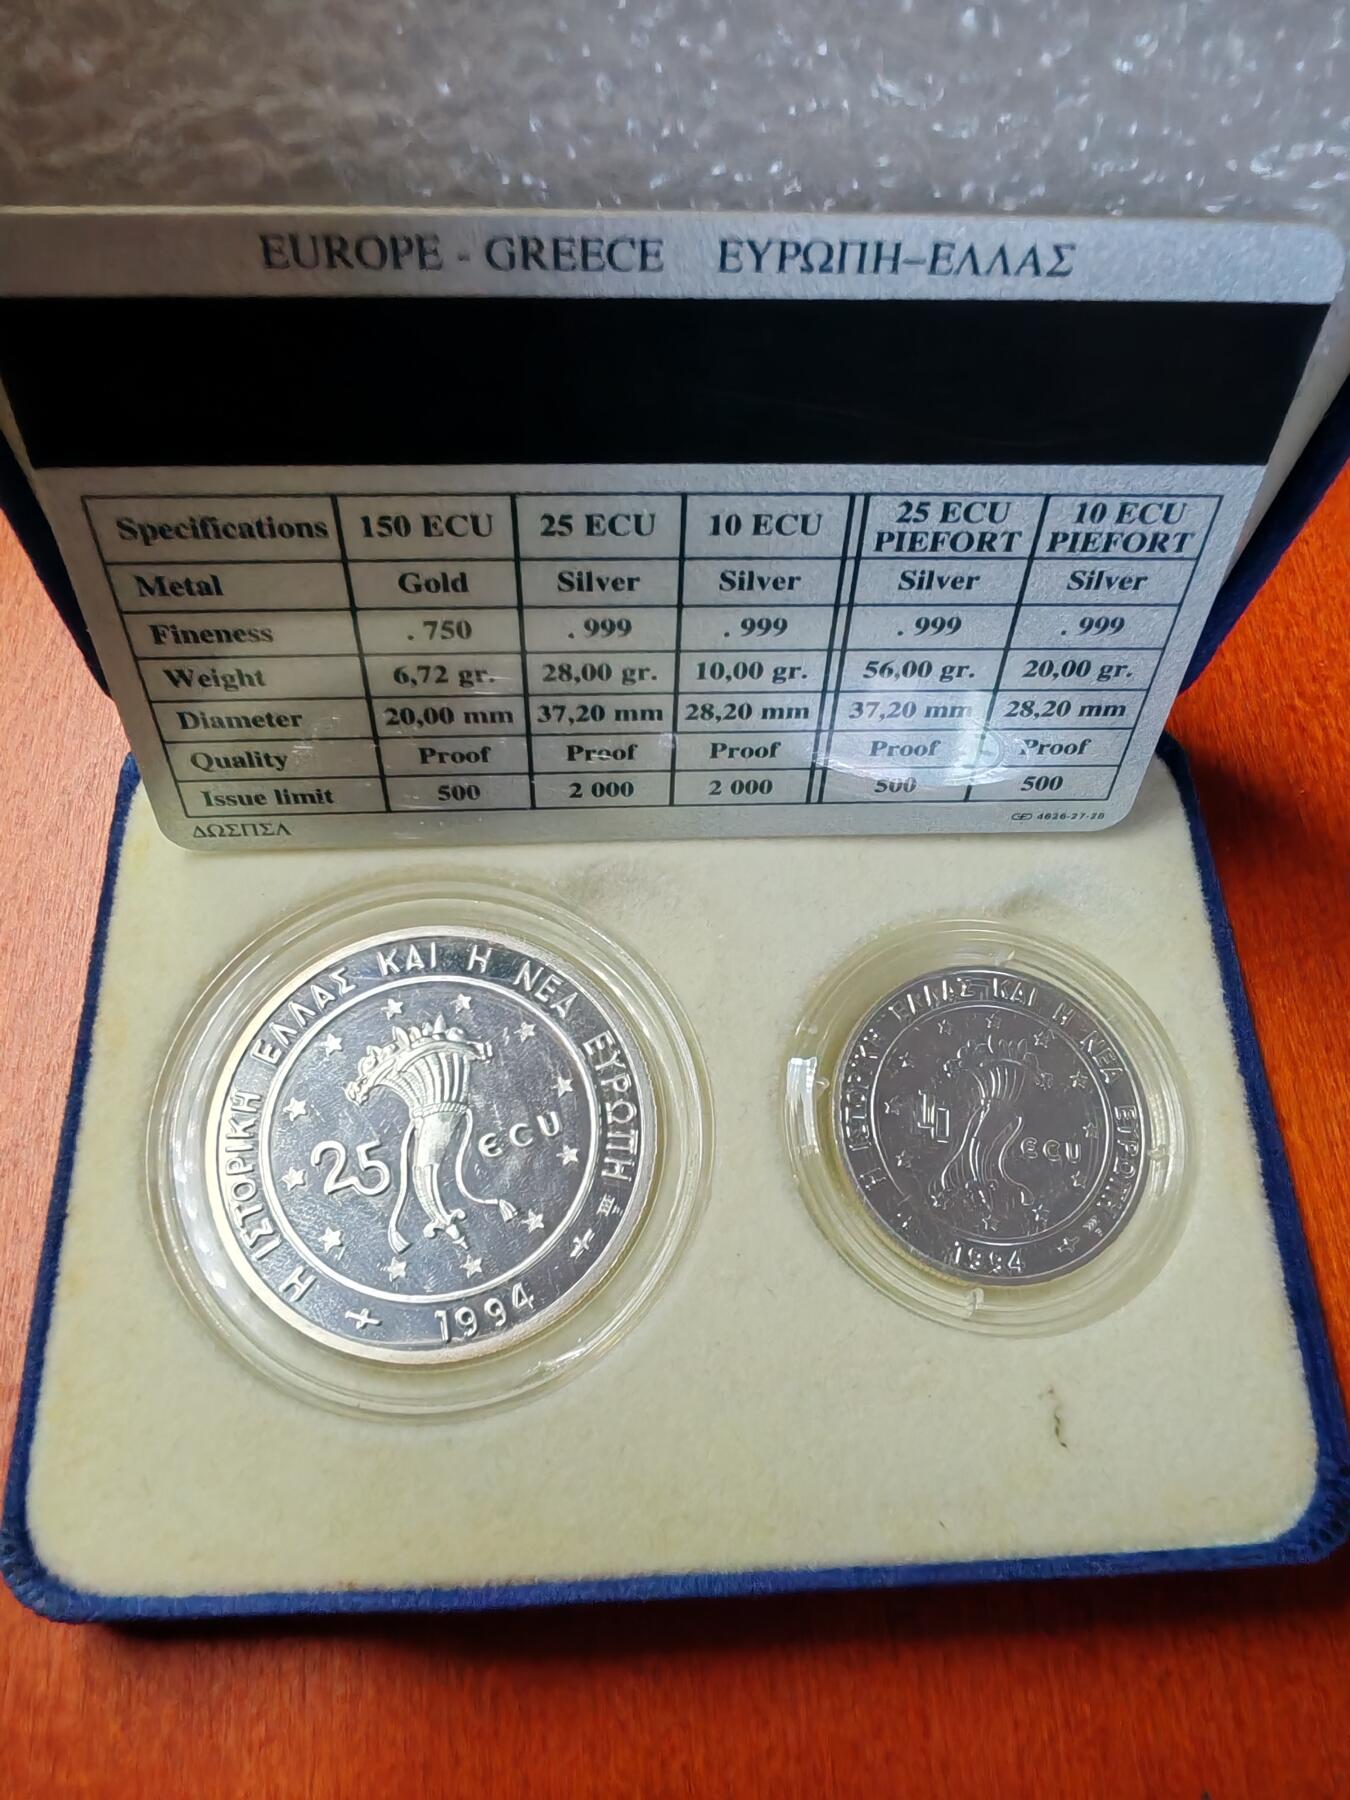 EUROPE - GREECE ΕΥΡΩΠΗ–ΕΛΛΑΣ
Specifications 150 ECU 25 ECU 10 ECU 25 ECU PIEFORT 10 ECU PIEFORT
Metal Gold Silver Silver Silver Silver
Fineness .750 .999 .999 .999 .999
Weight 6,72 gr. 28,00 gr. 10,00 gr. 56,00 gr. 20,00 gr.
Diameter 20,00 mm 37,20 mm 28,20 mm 37,20 mm 28,20 mm
Quality Proof Proof Proof Proof Proof
Issue limit 500 2 000 2 000 500 500
ΔΩΣΠΣΛ 4626-27-28
Η ΙΣΤΟΡΙΚΗ ΕΛΛΑΣ ΚΑΙ Η ΝΕΑ ΕΥΡΩΠΗ
25 ECU
1994
Η ΙΣΤΟΡΙΚΗ ΕΛΛΑΣ ΚΑΙ Η ΝΕΑ ΕΥΡΩΠΗ
ECU
1994